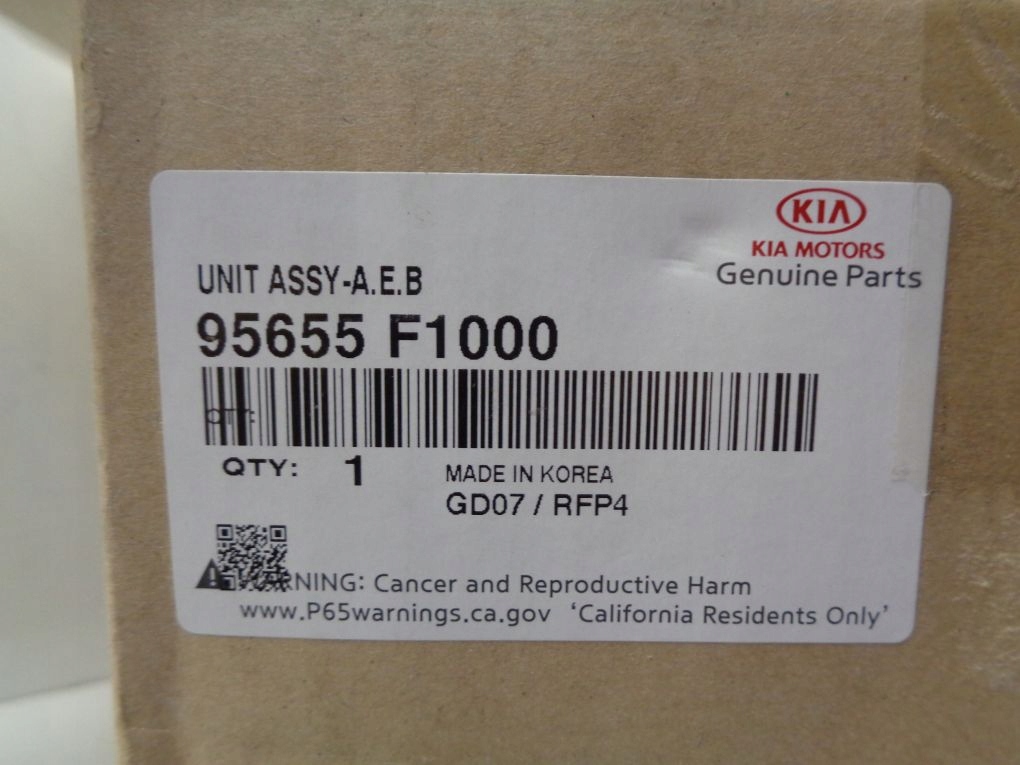 KIA
KIA MOTORS
Genuine Parts
UNIT ASSY-A.E.B
95655 F1000
QTY:
QTY: 1 MADE IN KOREA
GD07 / RFP4
RNING: Cancer and Reproductive Harm
www.P65warnings.ca.gov ‘California Residents Only’